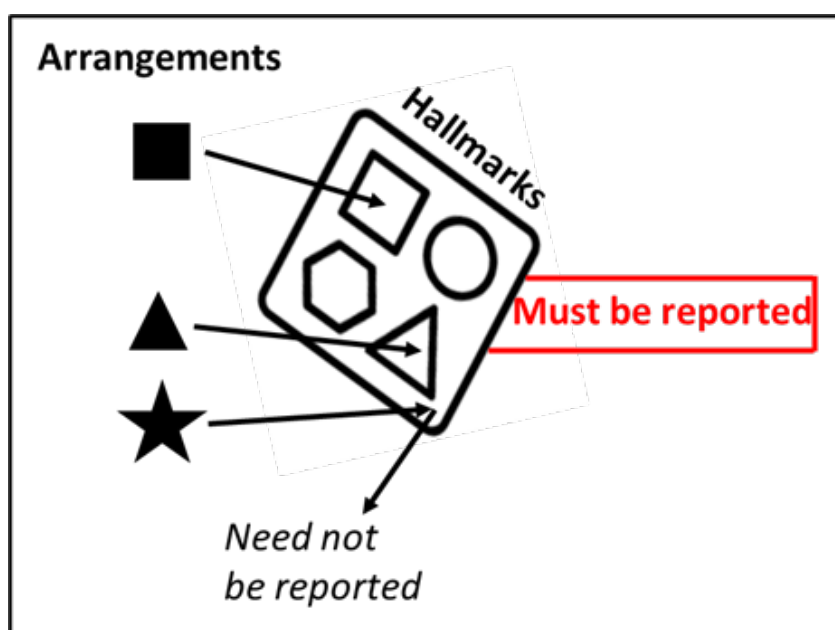 Arrangements
Hallmarks
Must be reported
Need not
be reported